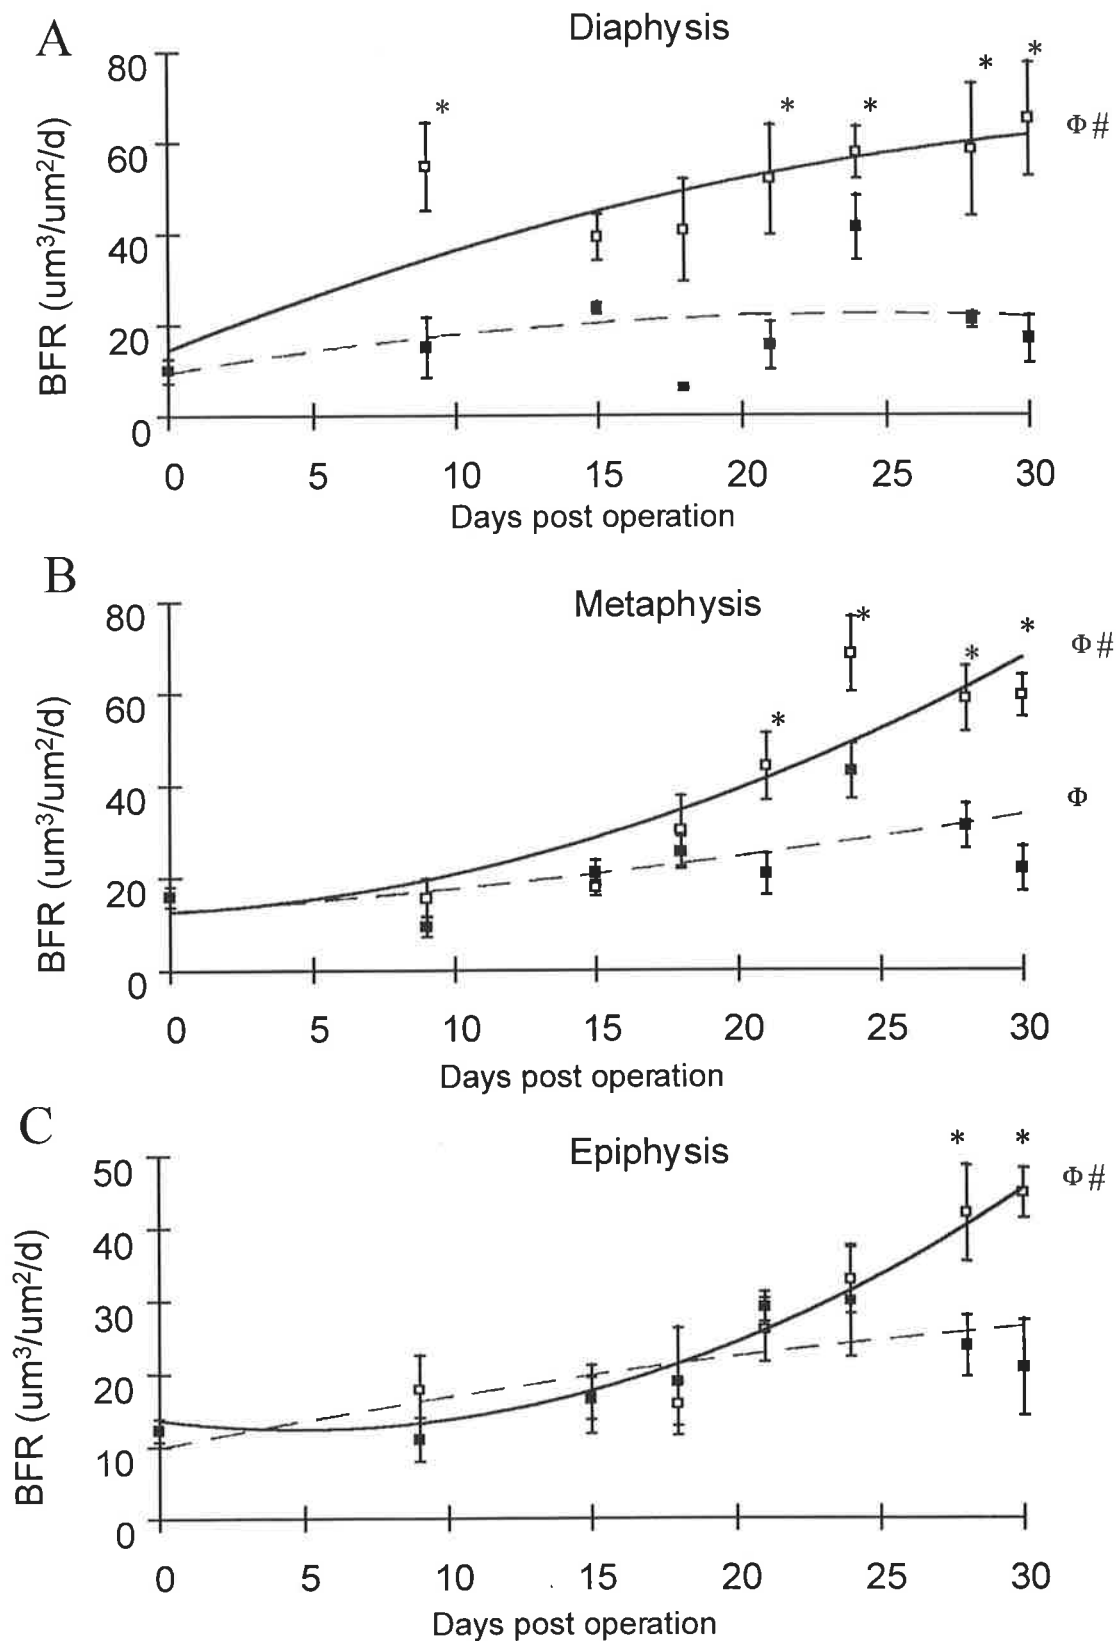 A
Diaphysis
80
60
40
20
0
BFR (um³/um²/d)
*
*
*
*
*
Φ#
0 5 10 15 20 25 30
Days post operation
B
Metaphysis
80
60
40
20
0
BFR (um³/um²/d)
*
*
*
*
Φ#
Φ
0 5 10 15 20 25 30
Days post operation
C
Epiphysis
50
40
30
20
10
0
BFR (um³/um²/d)
*
*
Φ#
0 5 10 15 20 25 30
Days post operation